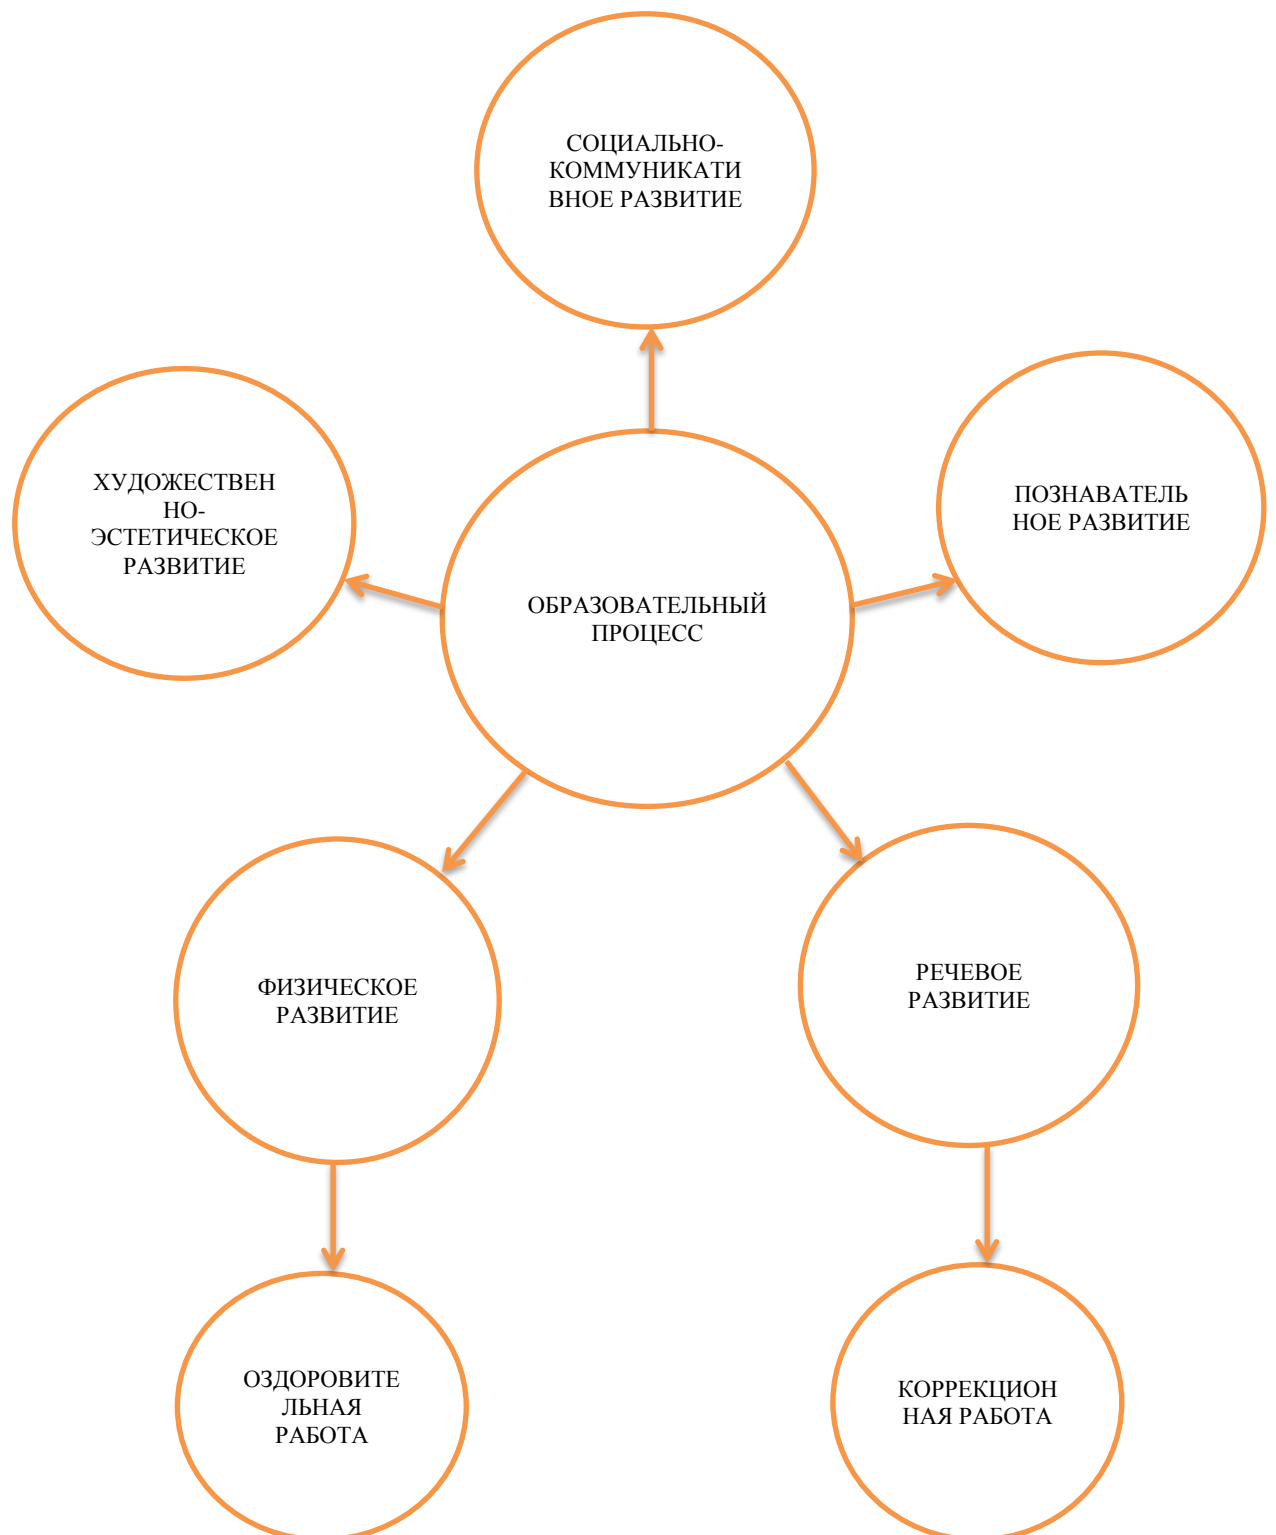 СОЦИАЛЬНО-
КОММУНИКАТИ
ВНОЕ РАЗВИТИЕ
ХУДОЖЕСТВЕН
НО-
ЭСТЕТИЧЕСКОЕ
РАЗВИТИЕ
ПОЗНАВАТЕЛЬ
НОЕ РАЗВИТИЕ
ОБРАЗОВАТЕЛЬНЫЙ
ПРОЦЕСС
ФИЗИЧЕСКОЕ
РАЗВИТИЕ
РЕЧЕВОЕ
РАЗВИТИЕ
ОЗДОРОВИТЕ
ЛЬНАЯ
РАБОТА
КОРРЕКЦИОН
НАЯ РАБОТА